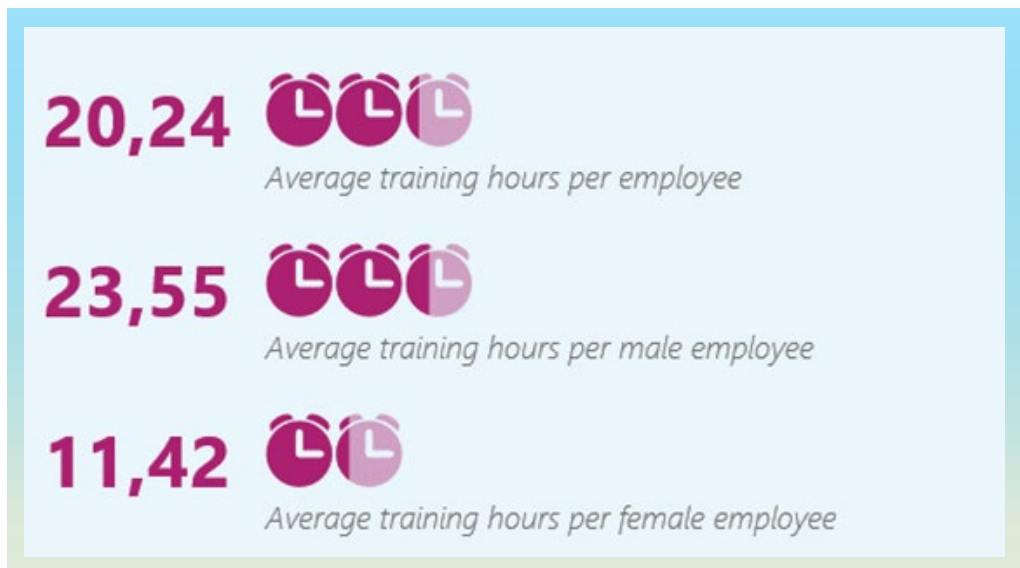 20,24
Average training hours per employee
23,55
Average training hours per male employee
11,42
Average training hours per female employee